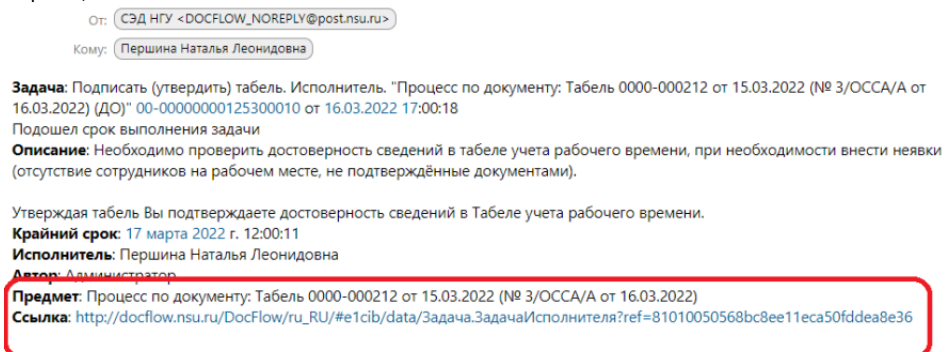 От: СЭД НГУ <DOCFLOW_NOREPLY@post.nsu.ru>
Кому: Першина Наталья Леонидовна
Задача: Подписать (утвердить) табель. Исполнитель. "Процесс по документу: Табель 0000-000212 от 15.03.2022 (№ 3/ОССА/А от
16.03.2022) (ДО)" 00-00000000125300010 от 16.03.2022 17:00:18
Подошел срок выполнения задачи
Описание: Необходимо проверить достоверность сведений в табеле учета рабочего времени, при необходимости внести неявки
(отсутствие сотрудников на рабочем месте, не подтверждённые документами).
Утверждая табель Вы подтверждаете достоверность сведений в Табеле учета рабочего времени.
Крайний срок: 17 марта 2022 г. 12:00:11
Исполнитель: Першина Наталья Леонидовна
Автор: Администратор
Предмет: Процесс по документу: Табель 0000-000212 от 15.03.2022 (№ 3/ОССА/А от 16.03.2022)
Ссылка: http://docflow.nsu.ru/DocFlow/ru_RU/#e1cib/data/Задача.ЗадачаИсполнителя?ref=81010050568bc8ee11eca50fddea8e36